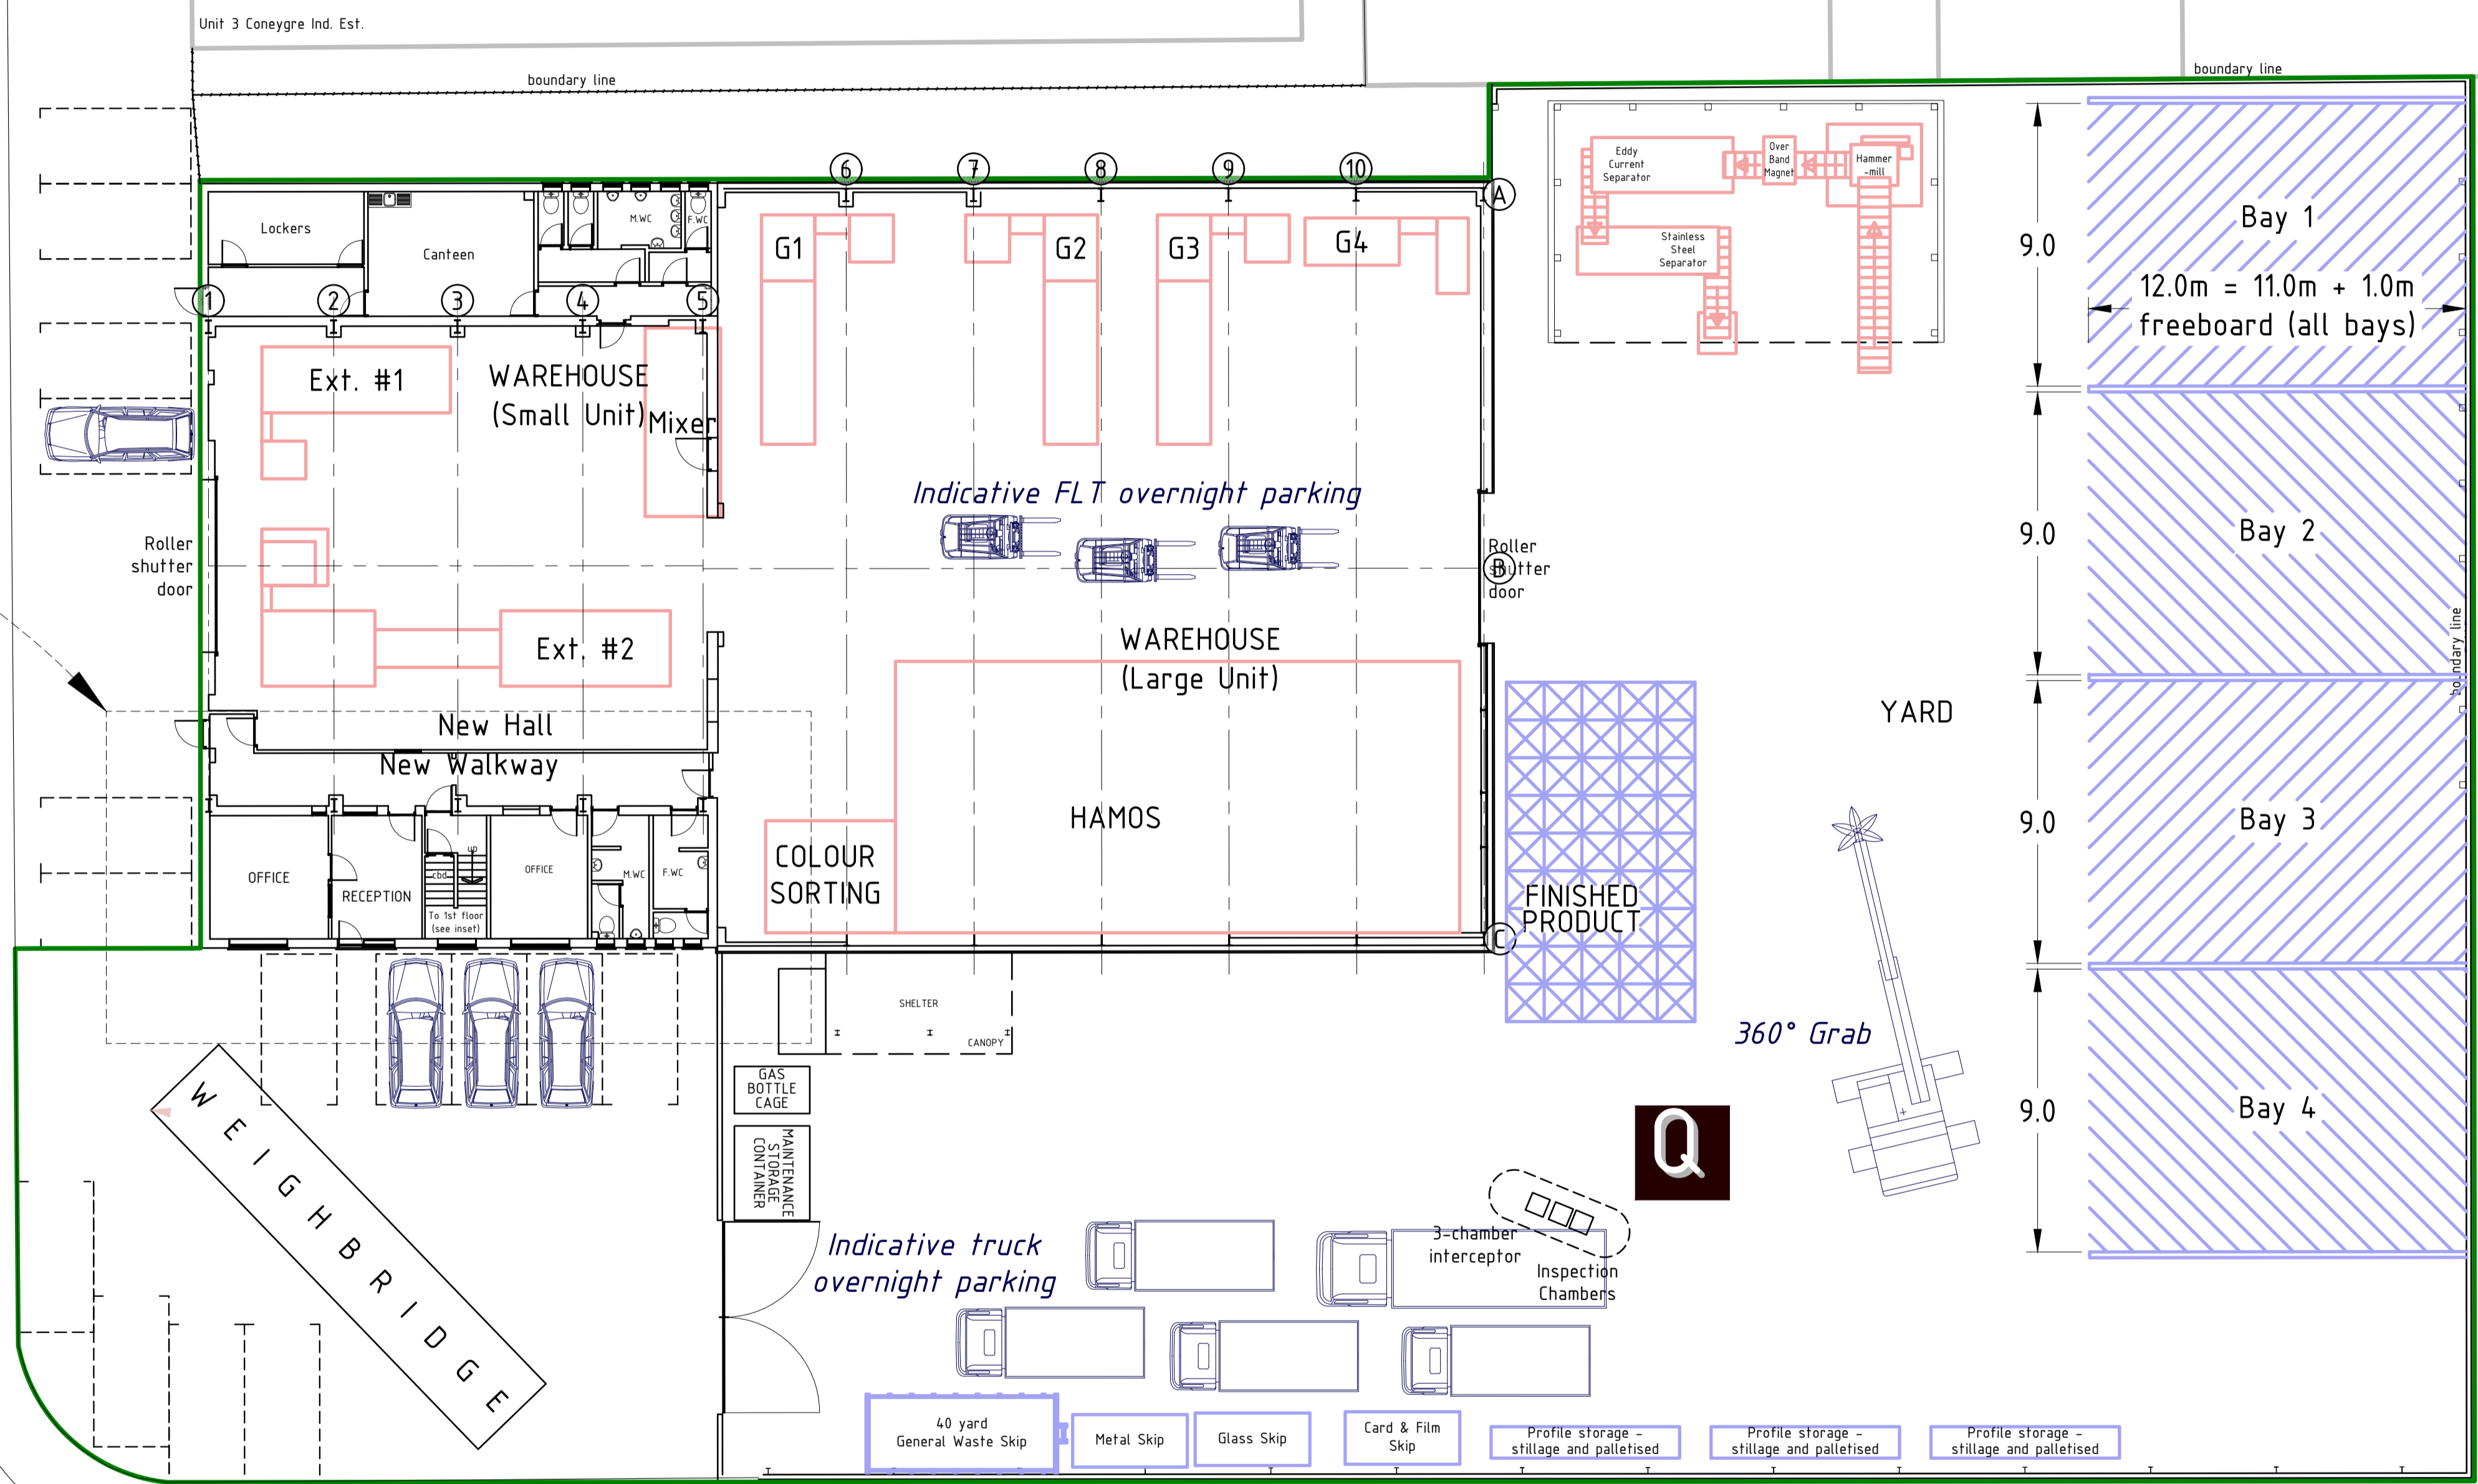 Unit 3 Coneygre Ind. Est.
boundary line
boundary line
6
7
8
9
10
A
Lockers
Canteen
M.WC
F.WC
1
2
3
4
5
G1
G2
G3
G4
Eddy
Current
Separator
Over
Band
Magnet
Hammer
-mill
Stainless
Steel
Separator
9.0
Bay 1
12.0m = 11.0m + 1.0m
freeboard (all bays)
Ext. #1
WAREHOUSE
(Small Unit)
Mixer
Indicative FLT overnight parking
Roller
shutter
door
Roller
shutter
door
B
9.0
Bay 2
Ext. #2
WAREHOUSE
(Large Unit)
boundary line
New Hall
New Walkway
YARD
HAMOS
COLOUR
SORTING
9.0
Bay 3
OFFICE
RECEPTION
up
cbd
To 1st floor
(see inset)
OFFICE
M.WC
F.WC
FINISHED
PRODUCT
C
SHELTER
CANOPY
360° Grab
GAS
BOTTLE
CAGE
MAINTENANCE
STORAGE
CONTAINER
Q
9.0
Bay 4
WEIGHBRIDGE
Indicative truck
overnight parking
3-chamber
interceptor
Inspection
Chambers
40 yard
General Waste Skip
Metal Skip
Glass Skip
Card & Film
Skip
Profile storage -
stillage and palletised
Profile storage -
stillage and palletised
Profile storage -
stillage and palletised